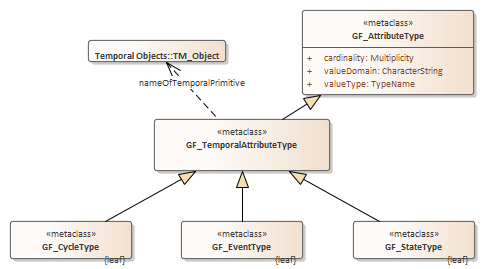 «metaclass»
GF_AttributeType
+ cardinality: Multiplicity
+ valueDomain: CharacterString
+ valueType: TypeName
Temporal Objects::TM_Object
nameOfTemporalPrimitive
«metaclass»
GF_TemporalAttributeType
«metaclass»
GF_CycleType
{leaf}
«metaclass»
GF_EventType
{leaf}
«metaclass»
GF_StateType
{leaf}